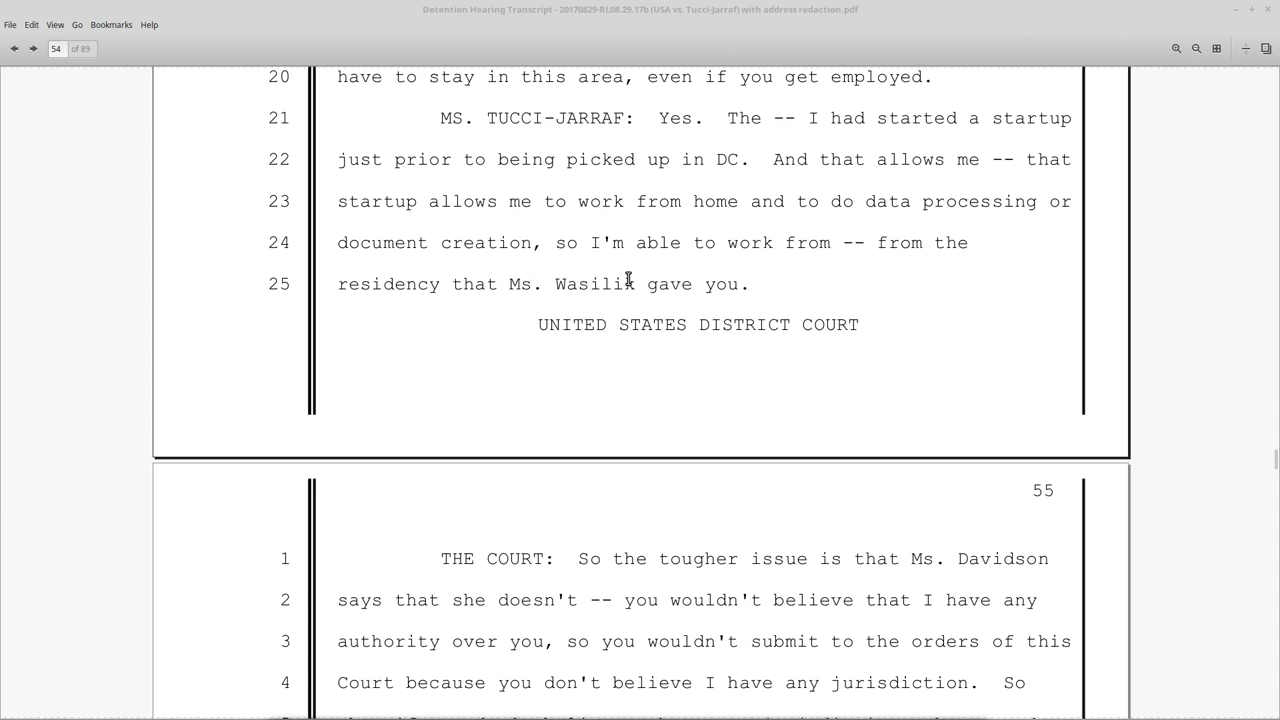 Detention Hearing Transcript - 20170829-RL08.29.17b (USA vs. Tucci-Jarraf) with address redaction.pdf
File Edit View Go Bookmarks Help
54 of 89
20 have to stay in this area, even if you get employed.
21 MS. TUCCI-JARRAF: Yes. The -- I had started a startup
22 just prior to being picked up in DC. And that allows me -- that
23 startup allows me to work from home and to do data processing or
24 document creation, so I'm able to work from -- from the
25 residency that Ms. Wasilik gave you.
UNITED STATES DISTRICT COURT
55
1 THE COURT: So the tougher issue is that Ms. Davidson
2 says that she doesn't -- you wouldn't believe that I have any
3 authority over you, so you wouldn't submit to the orders of this
4 Court because you don't believe I have any jurisdiction. So